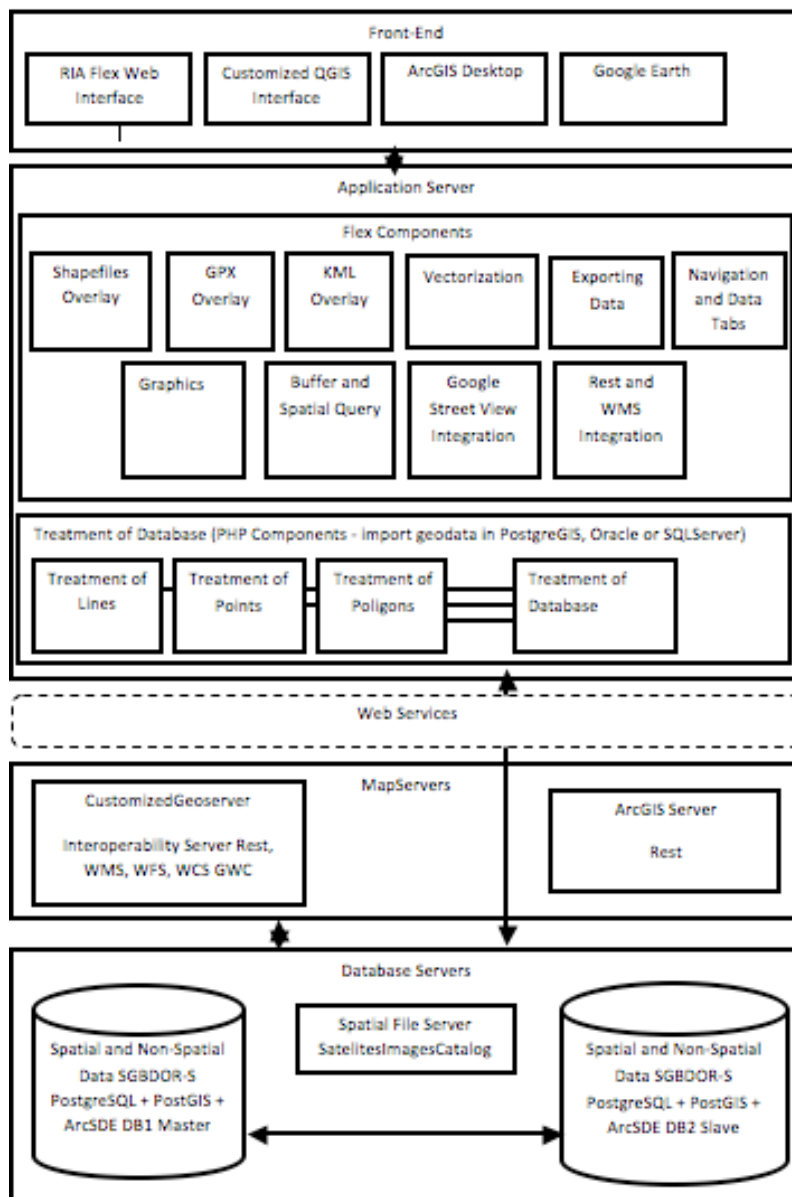 Front-End
RIA Flex Web
Interface
Customized QGIS
Interface
ArcGIS Desktop
Google Earth
Application Server
Flex Components
Shapefiles
Overlay
GPX
Overlay
KML
Overlay
Vectorization
Exporting
Data
Navigation
and Data
Tabs
Graphics
Buffer and
Spatial Query
Google
Street View
Integration
Rest and
WMS
Integration
Treatment of Database (PHP Components - import geodata in PostgreGIS, Oracle or SQLServer)
Treatment of
Lines
Treatment of
Points
Treatment of
Poligons
Treatment of
Database
Web Services
MapServers
CustomizedGeoserver
Interoperability Server Rest,
WMS, WFS, WCS GWC
ArcGIS Server
Rest
Database Servers
Spatial and Non-Spatial
Data SGBDOR-S
PostgreSQL + PostGIS +
ArcSDE DB1 Master
Spatial File Server
SatelitesImagesCatalog
Spatial and Non-Spatial
Data SGBDOR-S
PostgreSQL + PostGIS +
ArcSDE DB2 Slave